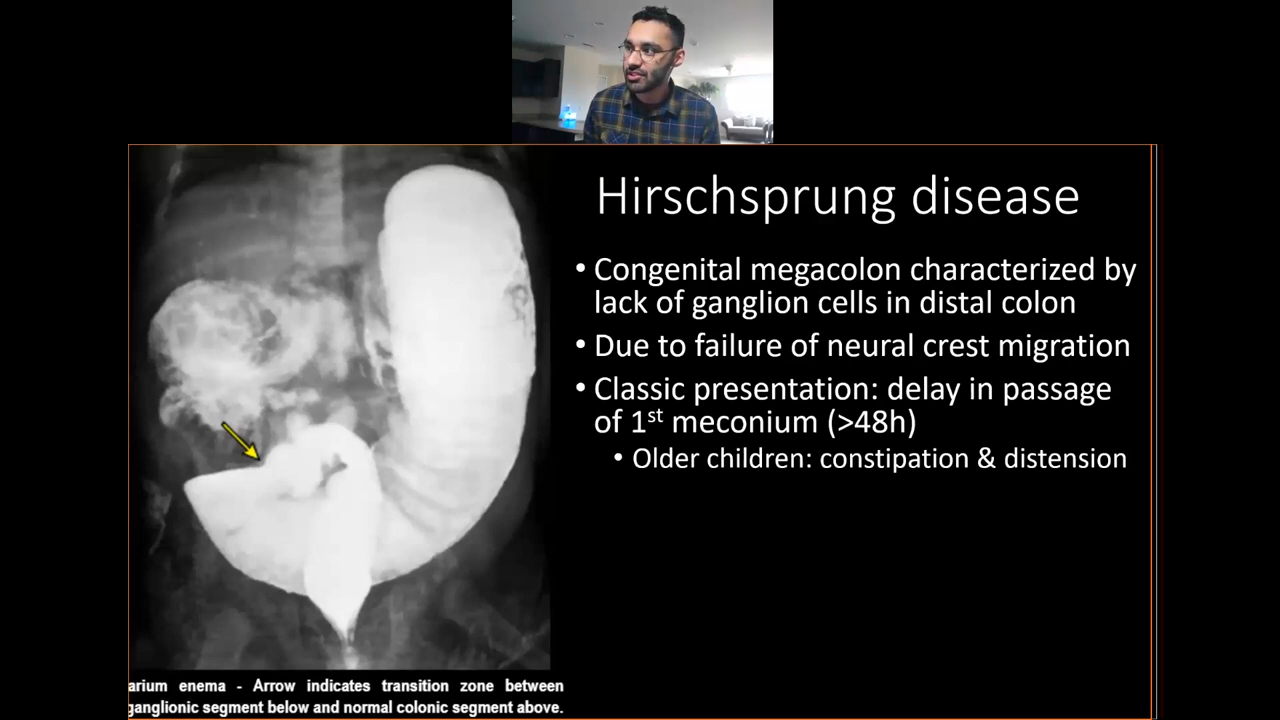 Hirschsprung disease
• Congenital megacolon characterized by
lack of ganglion cells in distal colon
• Due to failure of neural crest migration
• Classic presentation: delay in passage
of 1st meconium (>48h)
• Older children: constipation & distension
arium enema - Arrow indicates transition zone between
ganglionic segment below and normal colonic segment above.